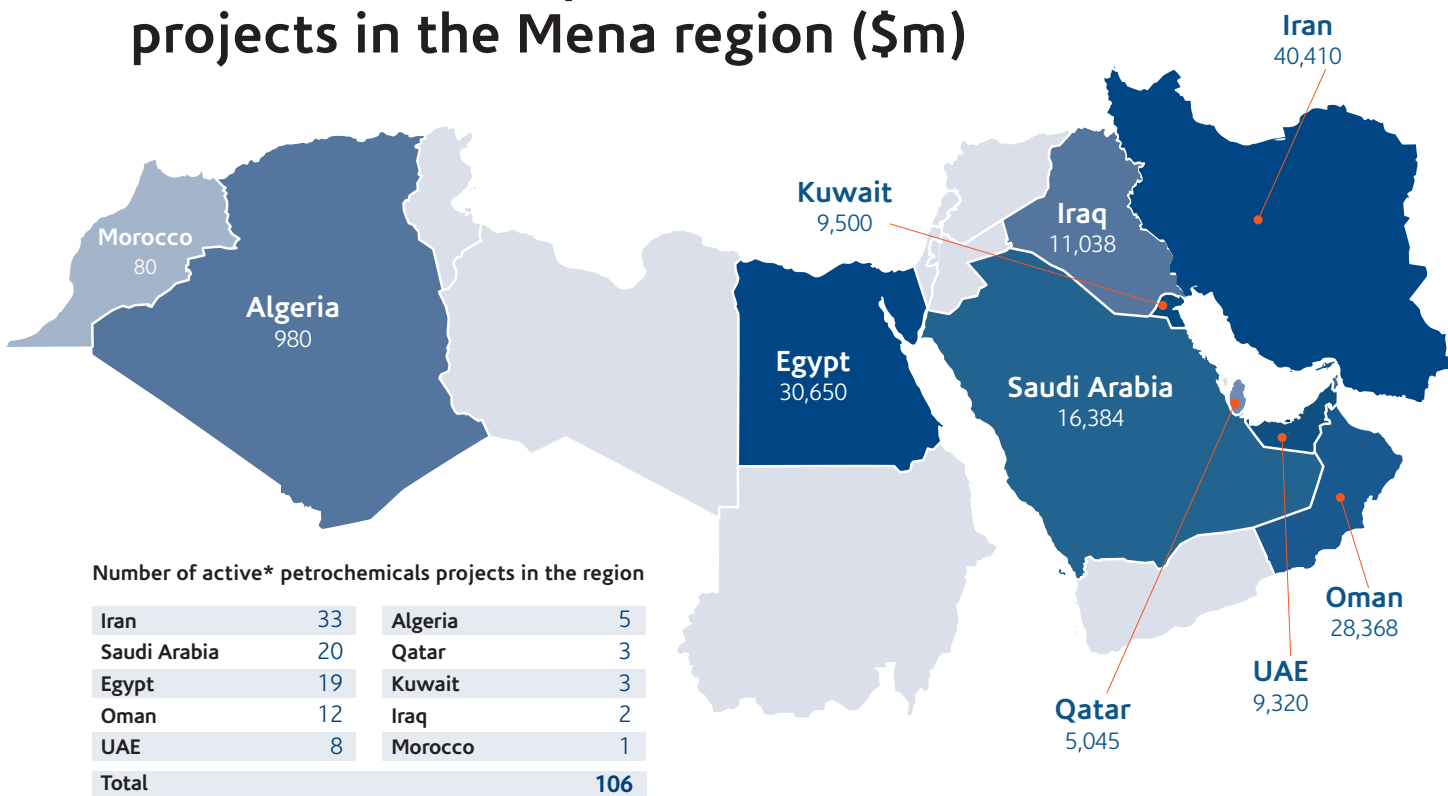 projects in the Mena region ($m)
Iran
40,410
Kuwait
9,500
Iraq
11,038
Morocco
80
Algeria
980
Egypt
30,650
Saudi Arabia
16,384
Oman
28,368
UAE
9,320
Qatar
5,045
Number of active* petrochemicals projects in the region
Iran 33 Algeria 5
Saudi Arabia 20 Qatar 3
Egypt 19 Kuwait 3
Oman 12 Iraq 2
UAE 8 Morocco 1
Total 106